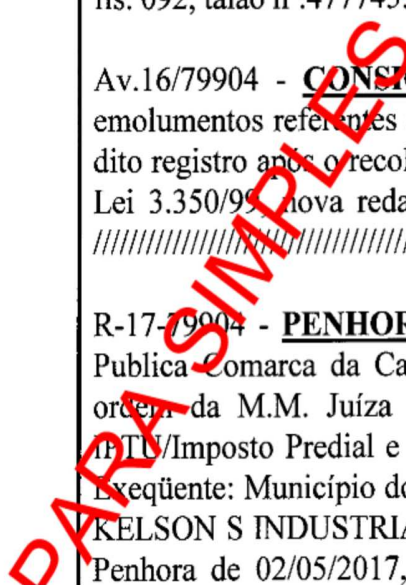 fls. 092, talão nº.477745
Av.16/79904 - CONSI
emolumentos referentes
dito registro após o recol
Lei 3.350/99, nova reda
////////////////////////////////////
R-17-79904 - PENHOR
Publica Comarca da Ca
ordem da M.M. Juíza
IPTU/Imposto Predial e
Exeqüente: Município do
KELSON S INDUSTRIA
Penhora de 02/05/2017,
PARA SIMPLES